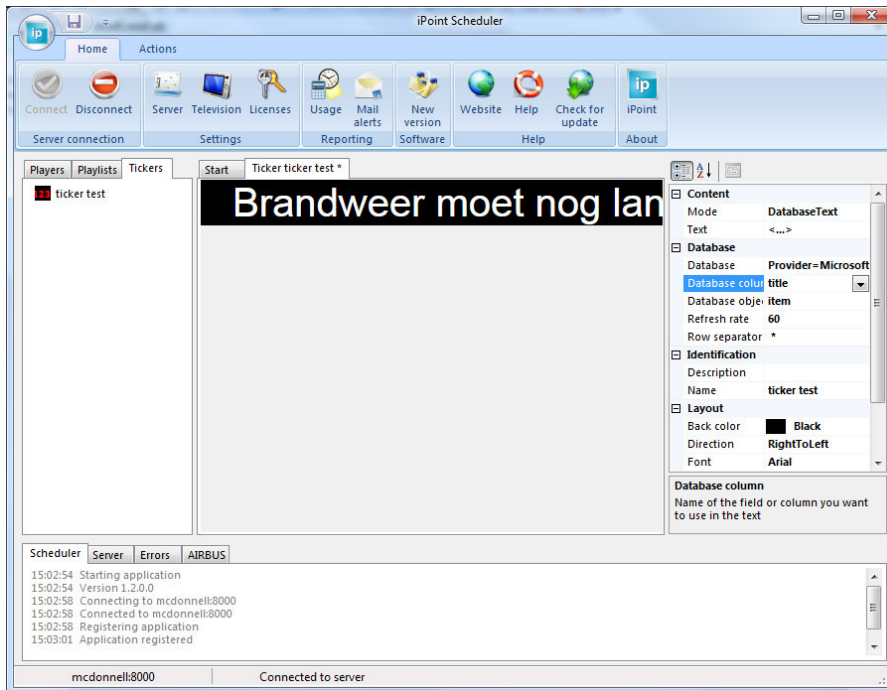 iPoint Scheduler
ip
Home Actions
Connect Disconnect Server Television Licenses Usage Mail alerts New version Website Help Check for update ip iPoint
Server connection Settings Reporting Software Help About
Players Playlists Tickers
ticker test
Start Ticker ticker test *
Brandweer moet nog lan
Content
Mode DatabaseText
Text <...>
Database
Database Provider=Microsoft
Database colur title
Database obje item
Refresh rate 60
Row separator *
Identification
Description
Name ticker test
Layout
Back color Black
Direction RightToLeft
Font Arial
Database column
Name of the field or column you want
to use in the text
Scheduler Server Errors AIRBUS
15:02:54 Starting application
15:02:54 Version 1.2.0.0
15:02:58 Connecting to mcdonnell:8000
15:02:58 Connected to mcdonnell:8000
15:02:58 Registering application
15:03:01 Application registered
mcdonnell:8000 Connected to server